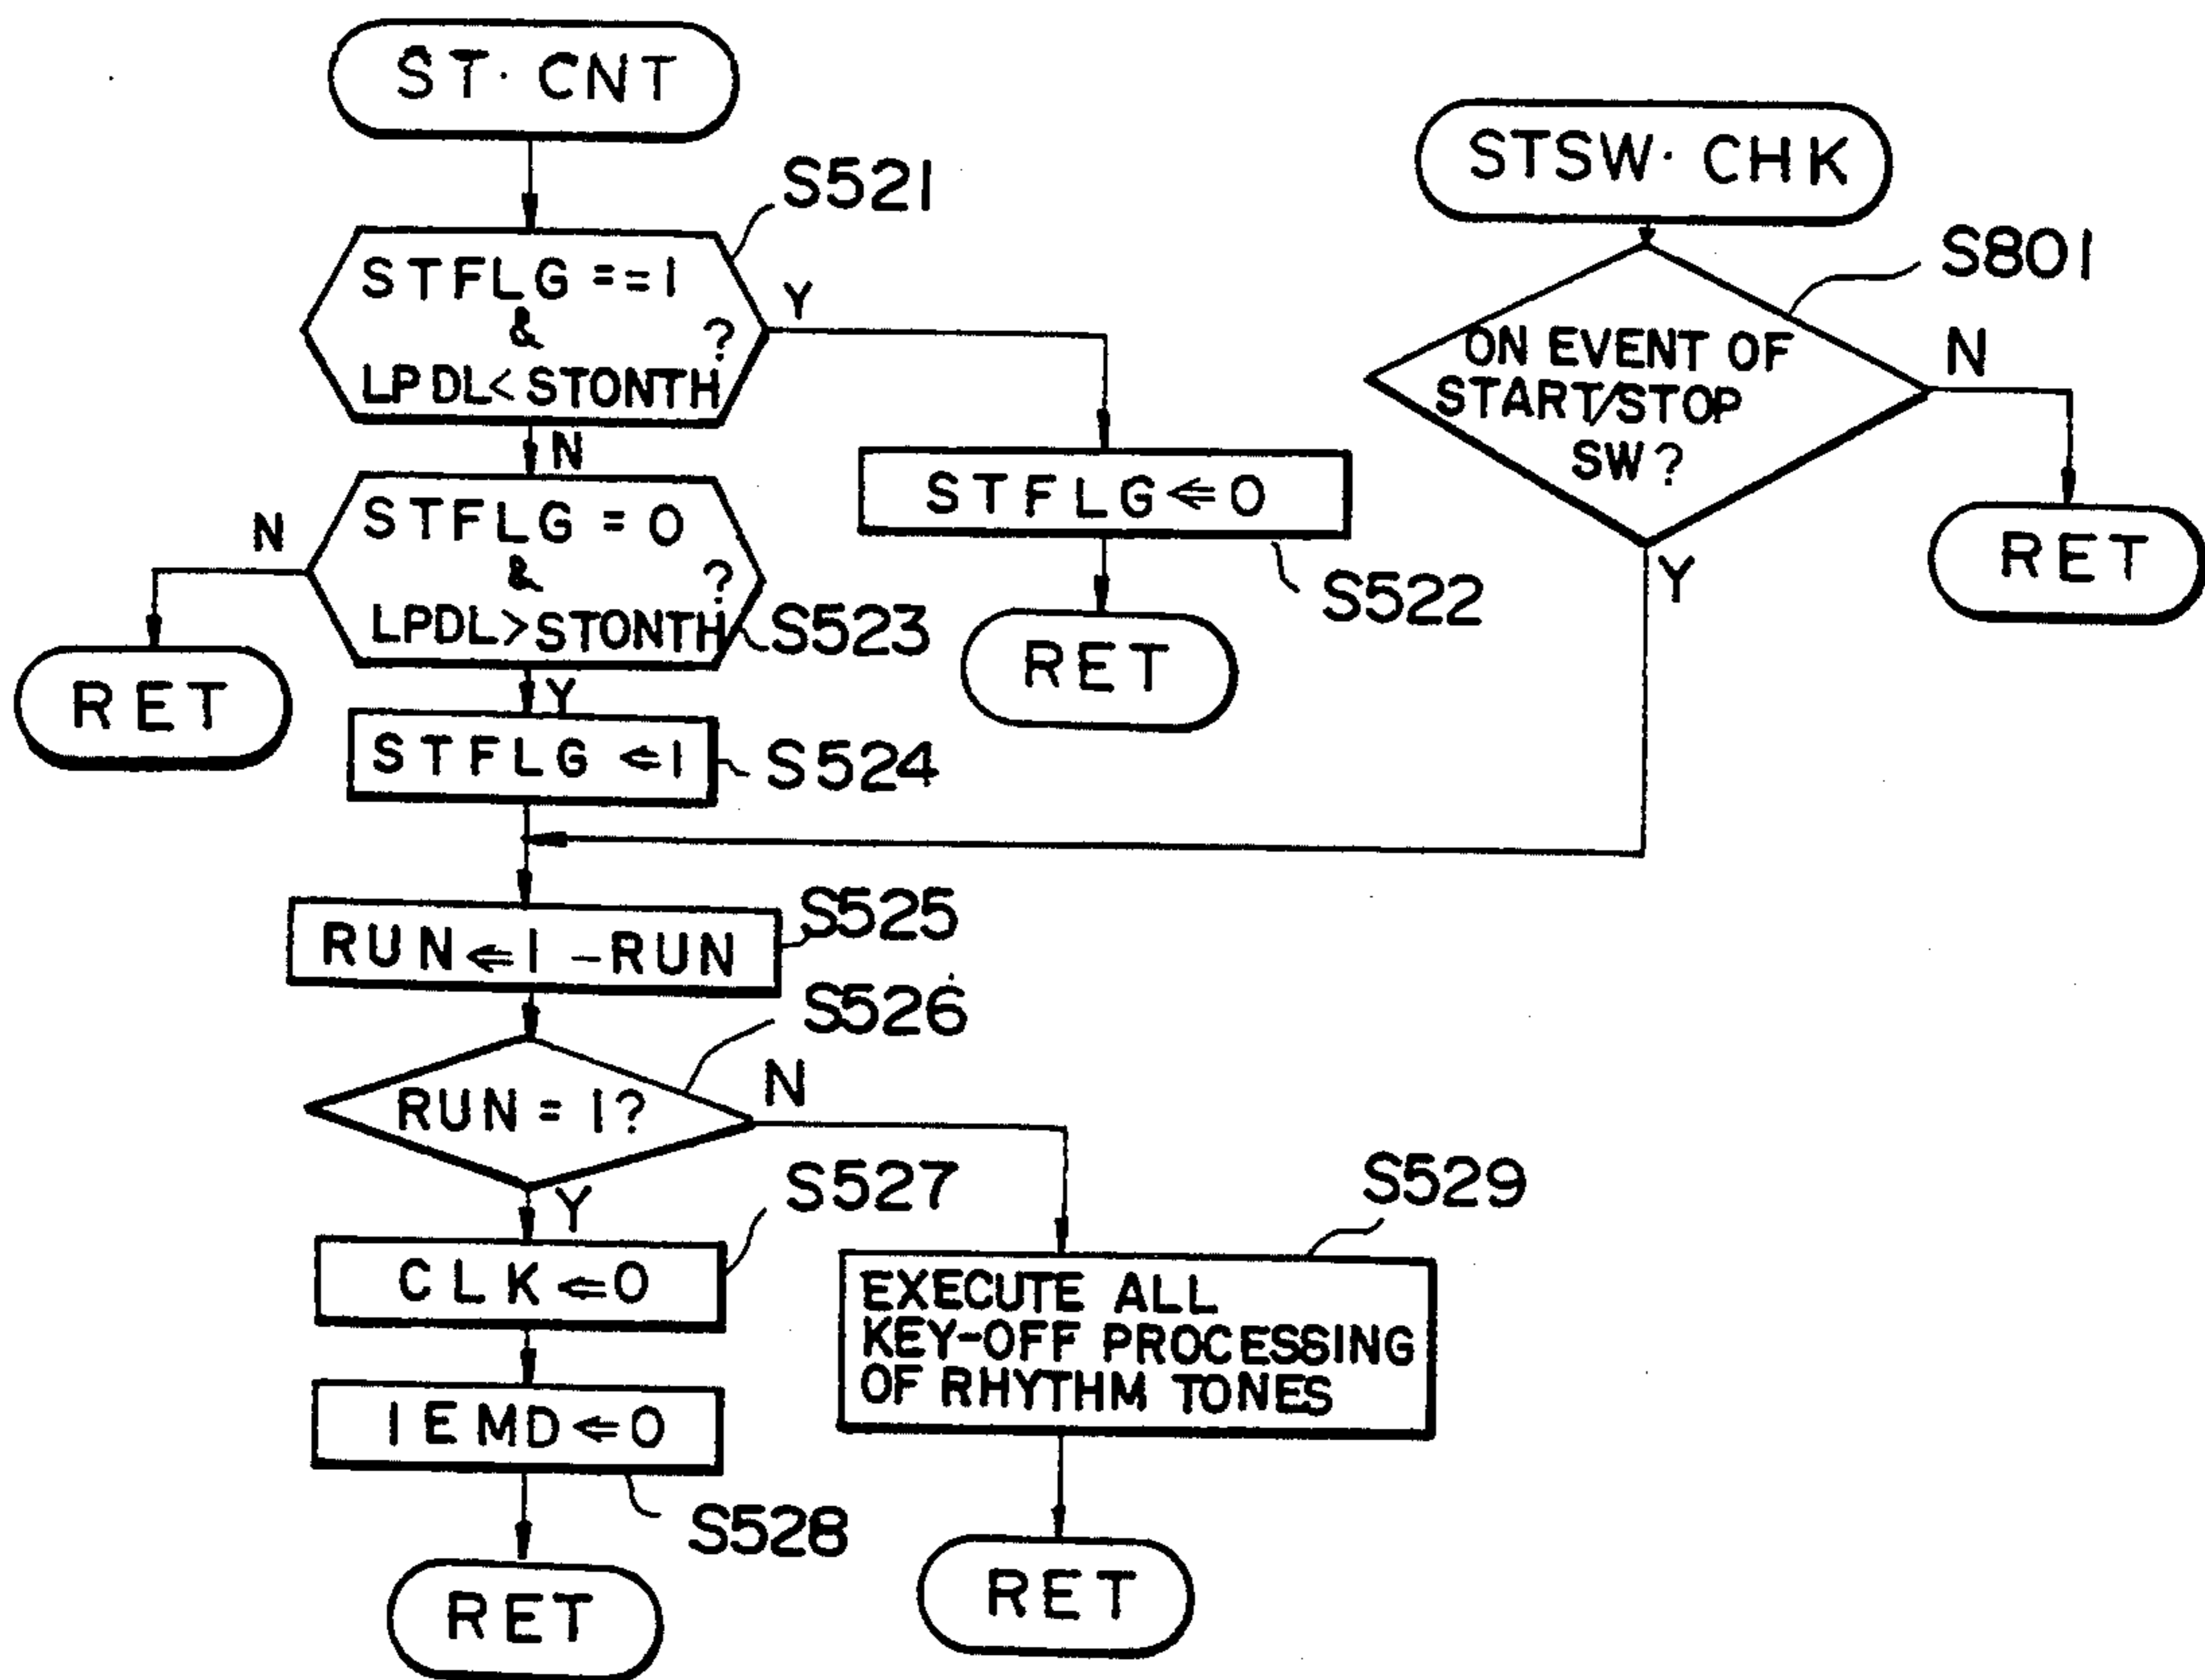 ST· CNT
S521
STFLG ==1
&
?
LPDL<STONTH
Y
N
STFLG⇐0
S522
RET
STFLG = 0
&
?
LPDL>STONTH
S523
N
RET
Y
STFLG ⇐1
S524
STSW· CHK
S801
ON EVENT OF
START/STOP
SW?
N
RET
Y
RUN⇐1-RUN
S525
S526
RUN = 1?
N
Y
S527
CLK⇐0
IEMD⇐0
S528
RET
S529
EXECUTE ALL
KEY-OFF PROCESSING
OF RHYTHM TONES
RET